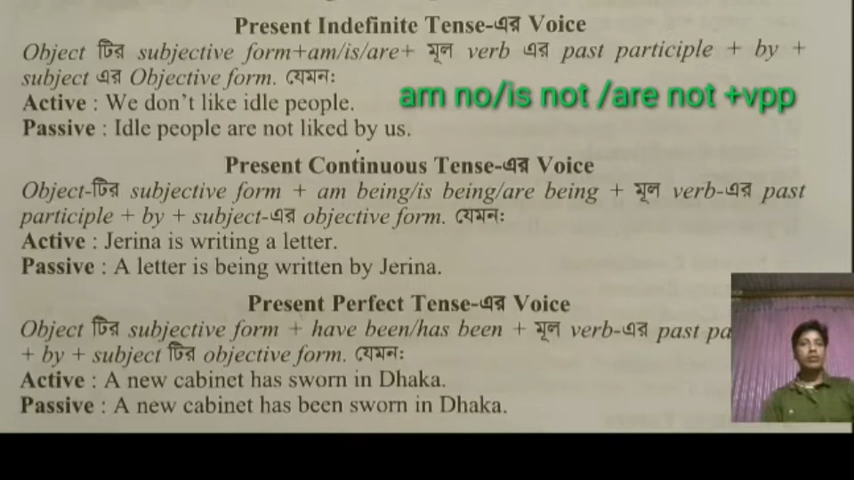 Present Indefinite Tense-এর Voice
Object টির subjective form+am/is/are+ মূল verb এর past participle + by +
subject এর Objective form. যেমন:
Active : We don't like idle people.
am no/is not /are not +vpp
Passive : Idle people are not liked by us.
Present Continuous Tense-এর Voice
Object-টির subjective form + am being/is being/are being + মূল verb-এর past
participle + by + subject-এর objective form. যেমন:
Active : Jerina is writing a letter.
Passive : A letter is being written by Jerina.
Present Perfect Tense-এর Voice
Object টির subjective form + have been/has been + মূল verb-এর past
+ by + subject টির objective form. যেমন:
Active : A new cabinet has sworn in Dhaka.
Passive : A new cabinet has been sworn in Dhaka.